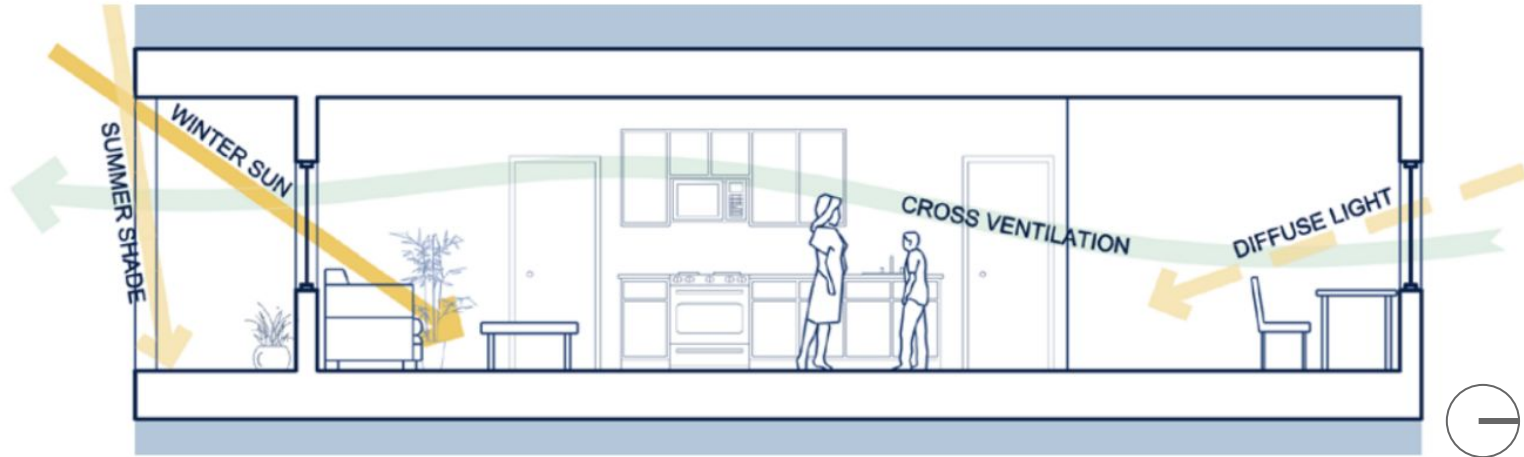 SUMMER SHADE
WINTER SUN
CROSS VENTILATION
DIFFUSE LIGHT